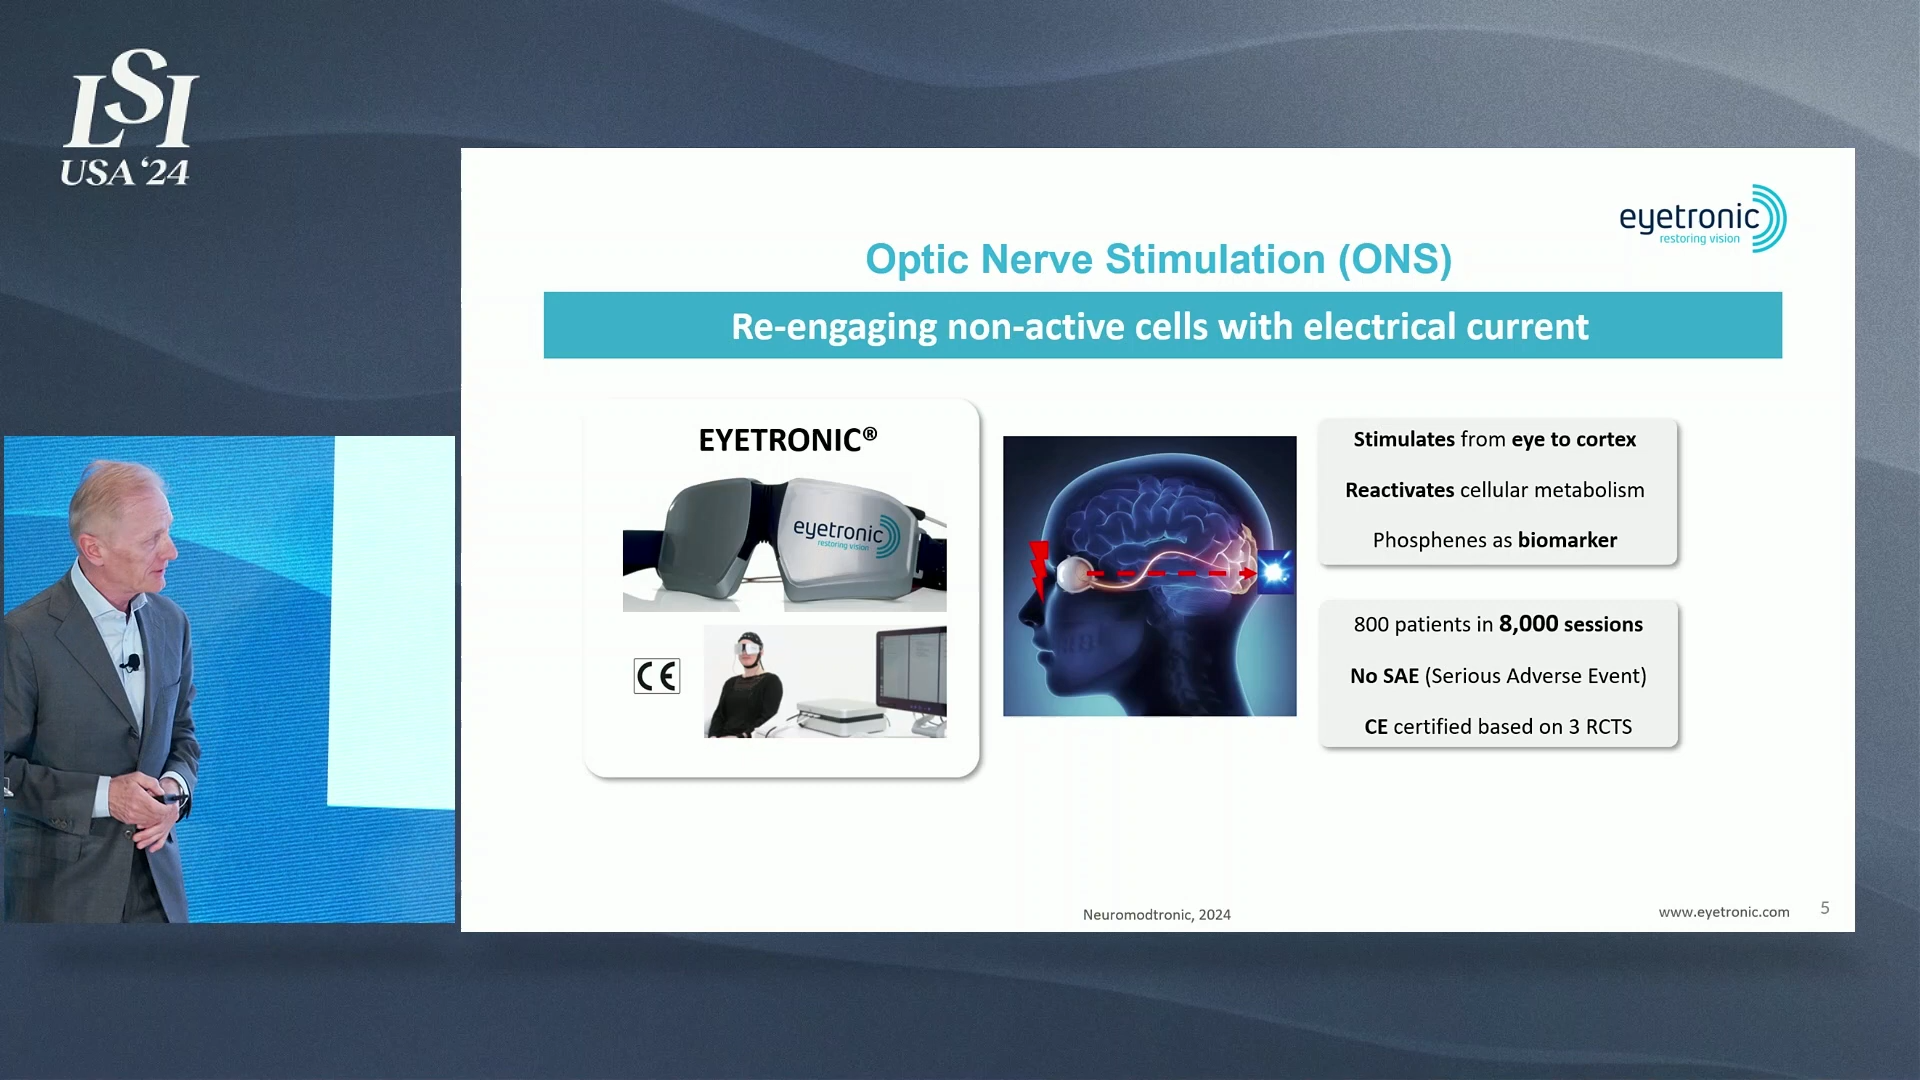 LSI
USA '24
eyetronic
restoring vision
Optic Nerve Stimulation (ONS)
Re-engaging non-active cells with electrical current
EYETRONIC®
eyetronic
restoring vision
CE
Stimulates from eye to cortex
Reactivates cellular metabolism
Phosphenes as biomarker
800 patients in 8,000 sessions
No SAE (Serious Adverse Event)
CE certified based on 3 RCTS
Neuromodtronic, 2024
www.eyetronic.com
5